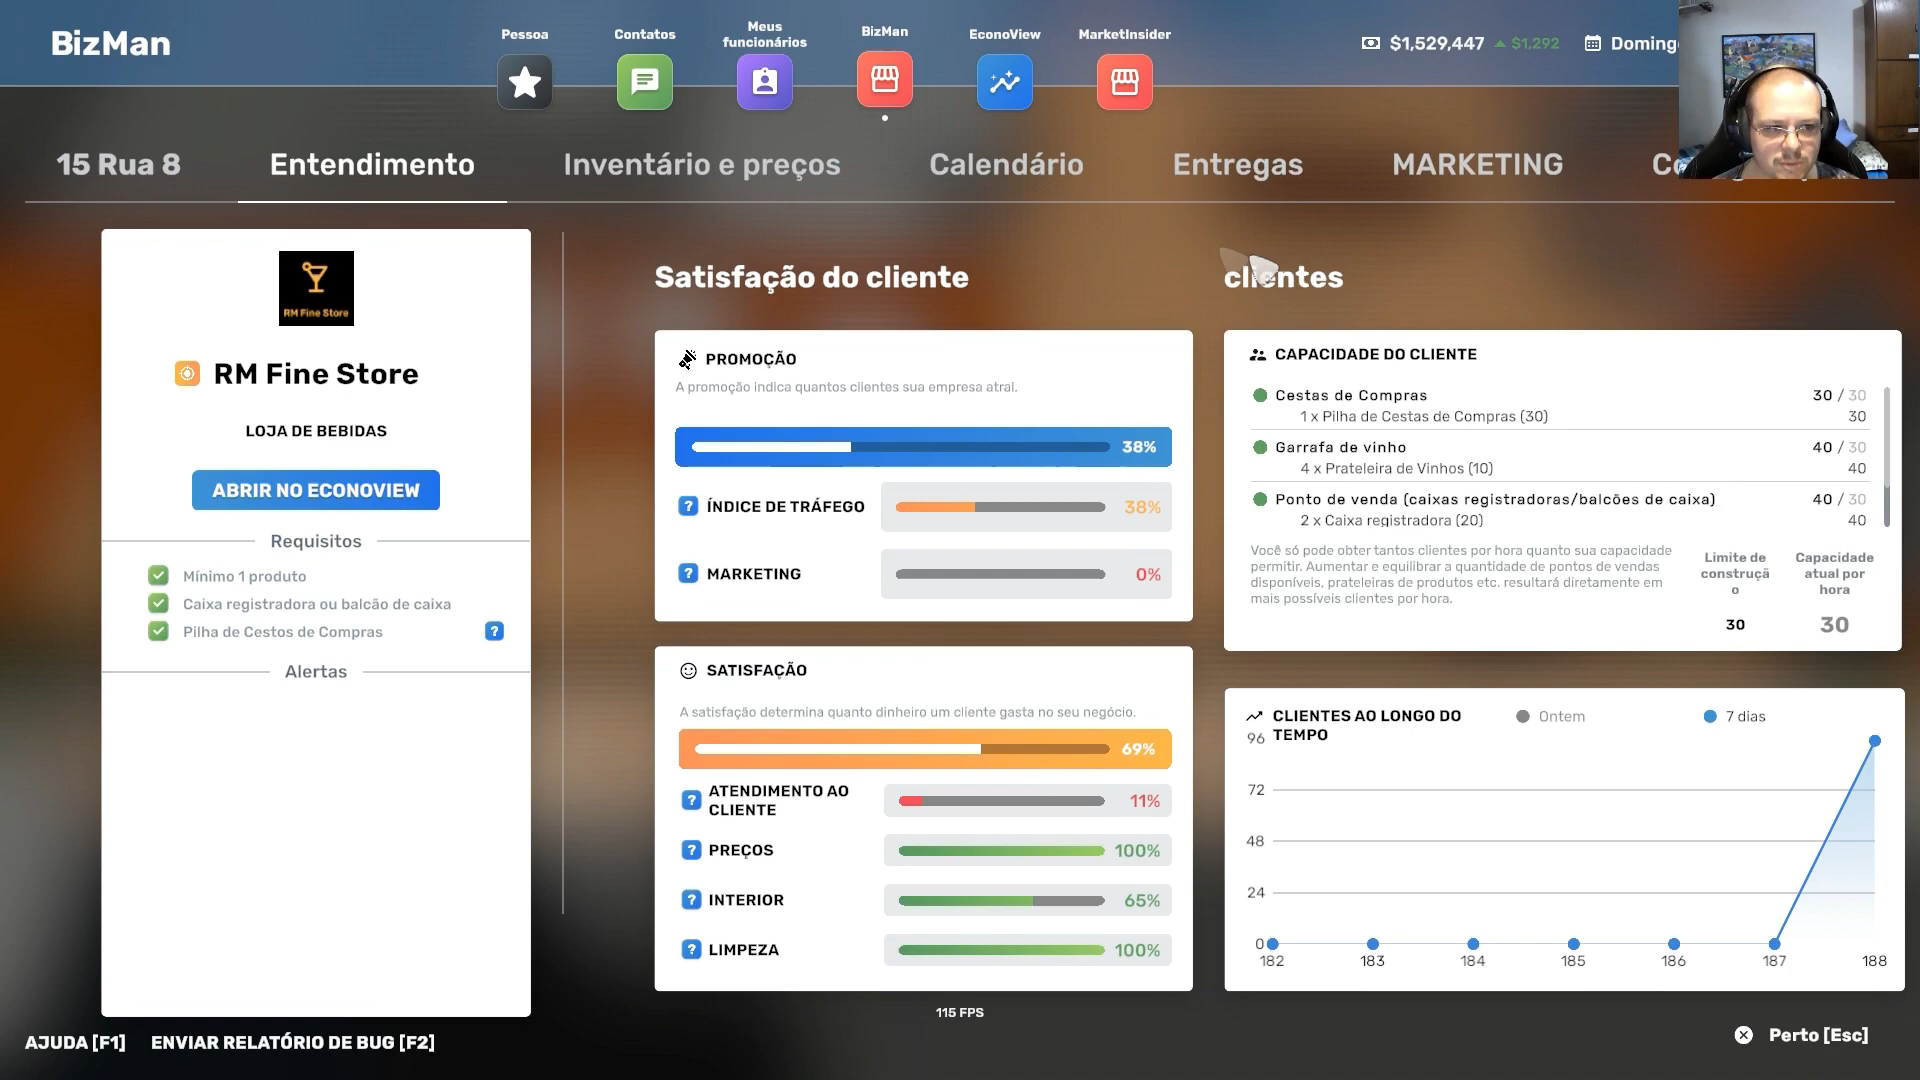 BizMan
Pessoa
Contatos
Meus
funcionários
BizMan
EconoView
MarketInsider
$1,529,447
$1,292
15 Rua 8
Entendimento
Inventário e preços
Calendário
Entregas
MARKETING
RM Fine Store
RM Fine Store
LOJA DE BEBIDAS
ABRIR NO ECONOVIEW
Requisitos
Mínimo 1 produto
Caixa registradora ou balcão de caixa
Pilha de Cestos de Compras
?
Alertas
Satisfação do cliente
PROMOÇÃO
A promoção indica quantos clientes sua empresa atrai.
38%
? ÍNDICE DE TRÁFEGO 38%
? MARKETING 0%
SATISFAÇÃO
A satisfação determina quanto dinheiro um cliente gasta no seu negócio.
69%
? ATENDIMENTO AO
CLIENTE 11%
? PREÇOS 100%
? INTERIOR 65%
? LIMPEZA 100%
clientes
CAPACIDADE DO CLIENTE
Cestas de Compras 30 / 30
1 x Pilha de Cestas de Compras (30) 30
Garrafa de vinho 40 / 30
4 x Prateleira de Vinhos (10) 40
Ponto de venda (caixas registradoras/balcões de caixa) 40 / 30
2 x Caixa registradora (20) 40
Você só pode obter tantos clientes por hora quanto sua capacidade
permitir. Aumentar e equilibrar a quantidade de pontos de vendas
disponíveis, prateleiras de produtos etc. resultará diretamente em
mais possíveis clientes por hora.
Limite de
construçã
o
30
Capacidade
atual por
hora
30
CLIENTES AO LONGO DO
TEMPO
Ontem
7 dias
96
72
48
24
0
182 183 184 185 186 187 188
115 FPS
AJUDA [F1]
ENVIAR RELATÓRIO DE BUG [F2]
Perto [Esc]